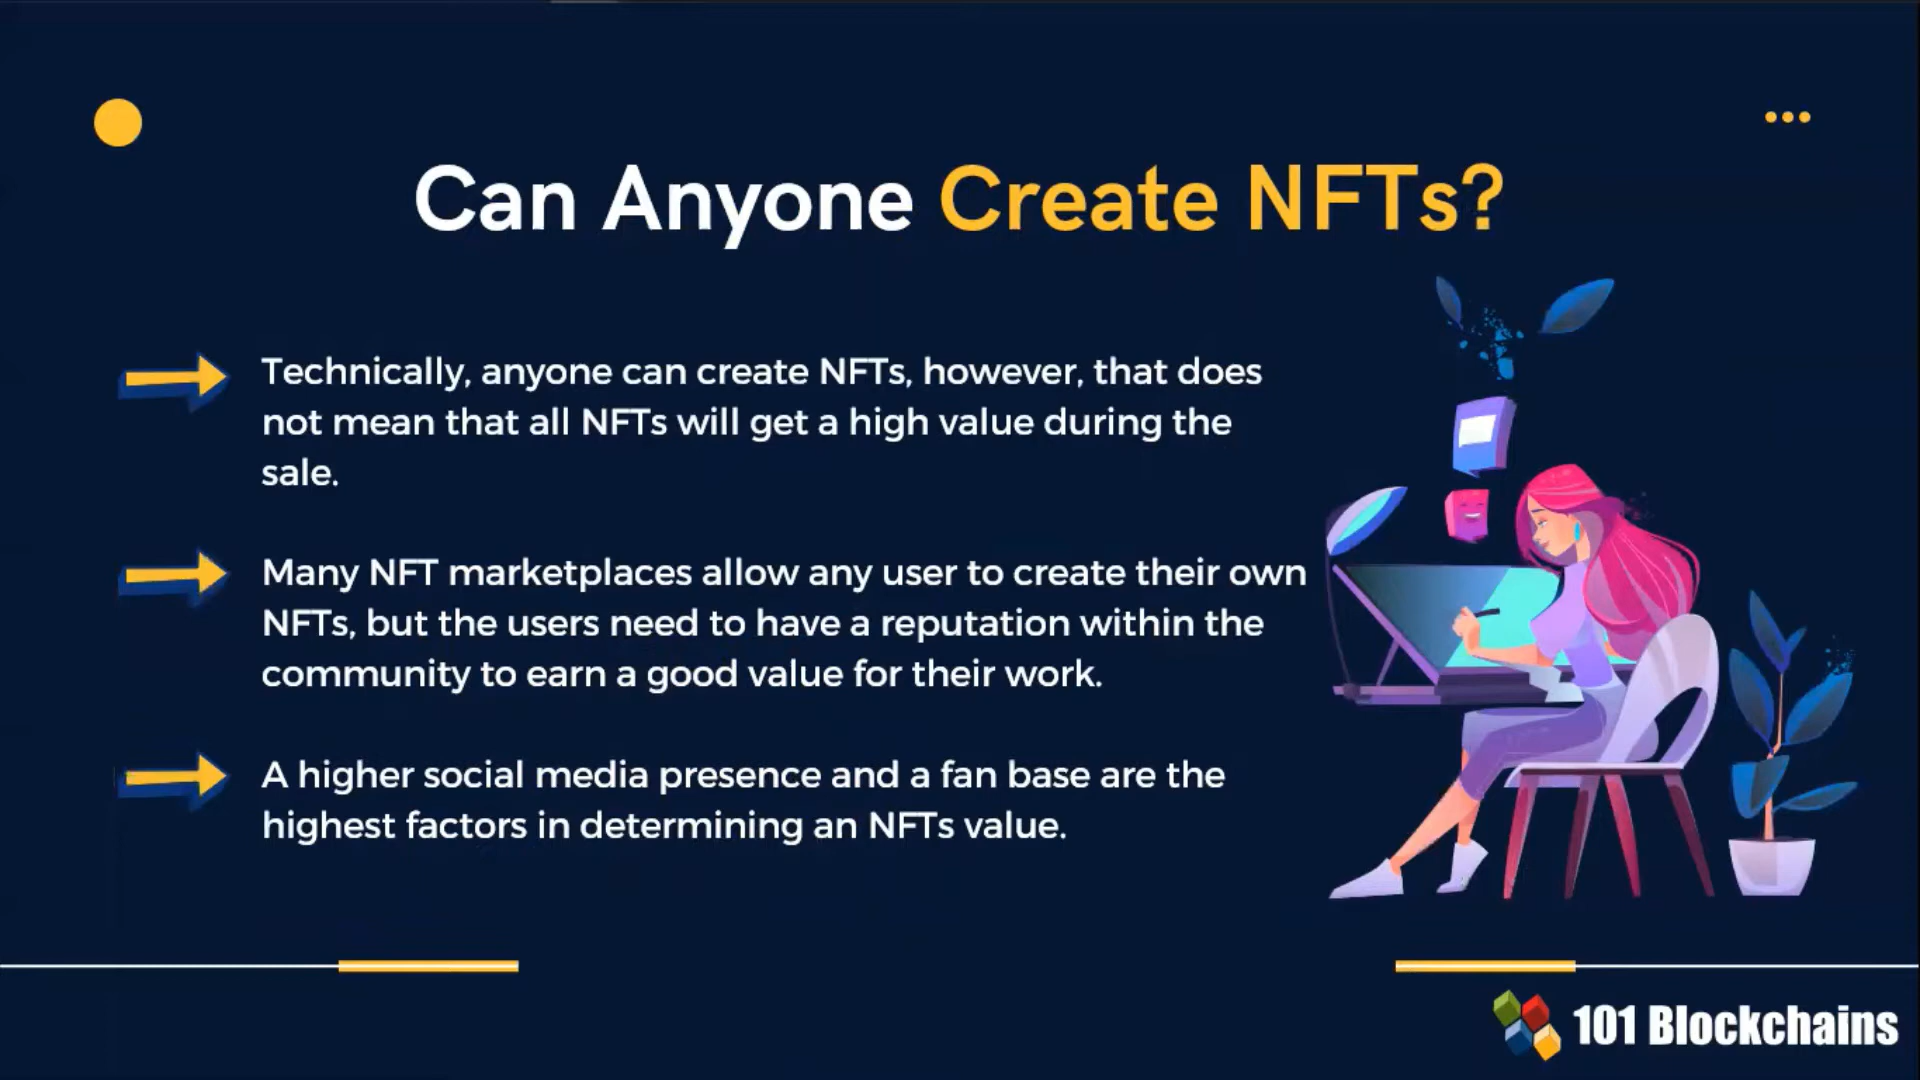 Can Anyone Create NFTs?
Technically, anyone can create NFTs, however, that does
not mean that all NFTs will get a high value during the
sale.
Many NFT marketplaces allow any user to create their own
NFTs, but the users need to have a reputation within the
community to earn a good value for their work.
A higher social media presence and a fan base are the
highest factors in determining an NFTs value.
101 Blockchains